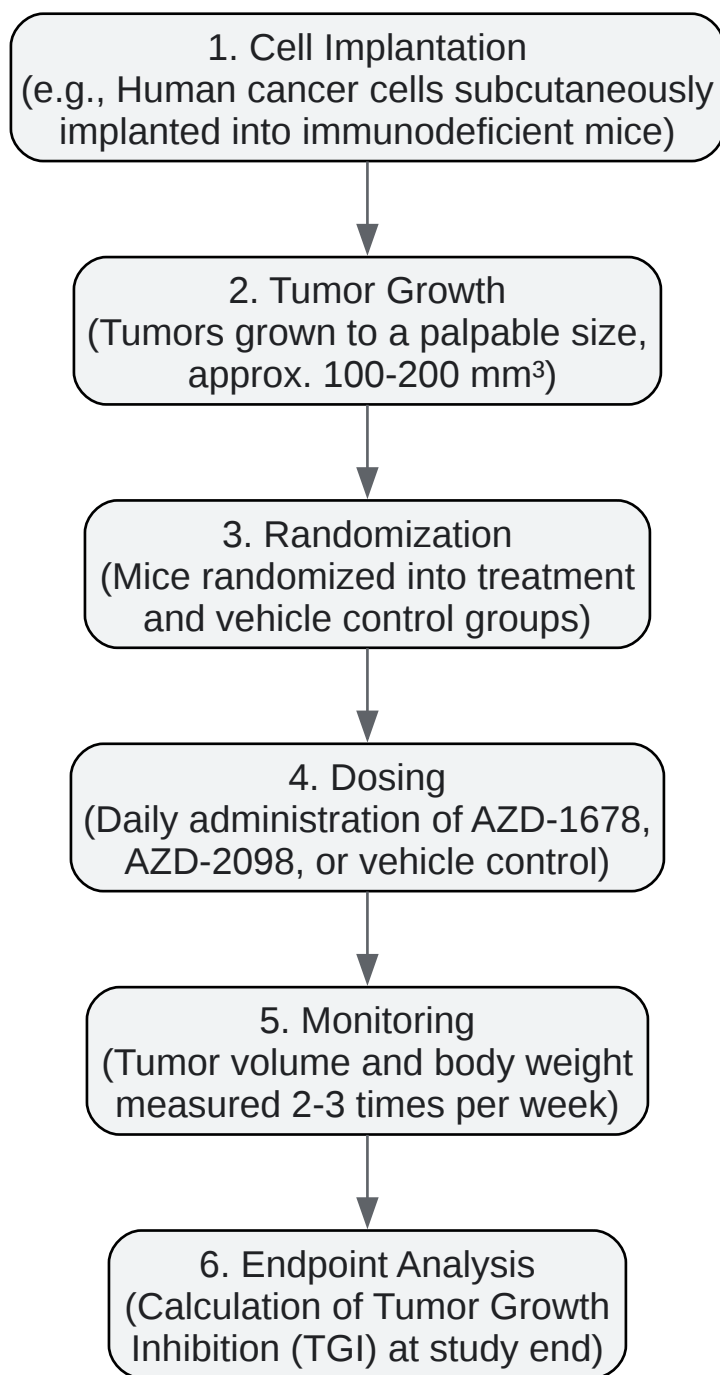 1. Cell Implantation
(e.g., Human cancer cells subcutaneously
implanted into immunodeficient mice)
2. Tumor Growth
(Tumors grown to a palpable size,
approx. 100-200 mm³)
3. Randomization
(Mice randomized into treatment
and vehicle control groups)
4. Dosing
(Daily administration of AZD-1678,
AZD-2098, or vehicle control)
5. Monitoring
(Tumor volume and body weight
measured 2-3 times per week)
6. Endpoint Analysis
(Calculation of Tumor Growth
Inhibition (TGI) at study end)